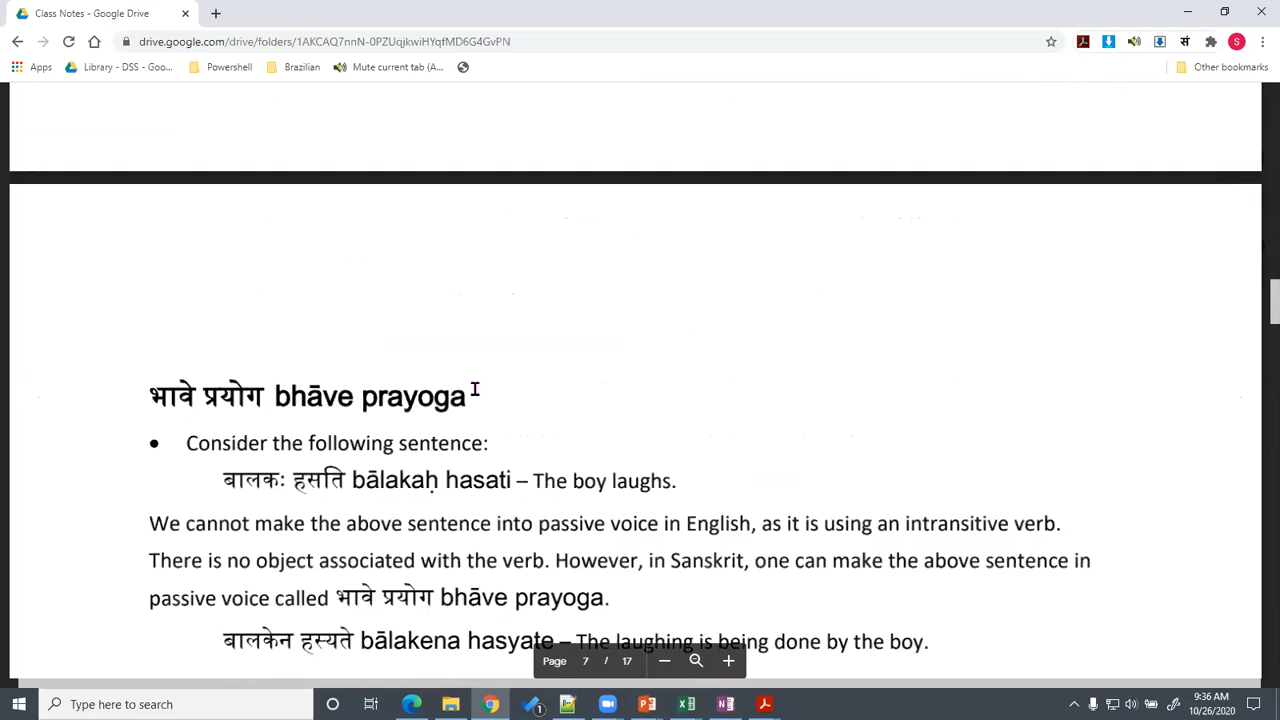 Class Notes - Google Drive
drive.google.com/drive/folders/1AKCAQ7nnN-0PZUqjkwiHYqfMD6G4GvPN
Apps Library - DSS - Goo... Powershell Brazilian Mute current tab (A... Other bookmarks
भावे प्रयोग bhāve prayoga
• Consider the following sentence:
बालकः हसति bālakaḥ hasati – The boy laughs.
We cannot make the above sentence into passive voice in English, as it is using an intransitive verb.
There is no object associated with the verb. However, in Sanskrit, one can make the above sentence in
passive voice called भावे प्रयोग bhāve prayoga.
बालकेन हस्यते bālakena hasyate – The laughing is being done by the boy.
Page 7 / 17
Type here to search
9:36 AM
10/26/2020